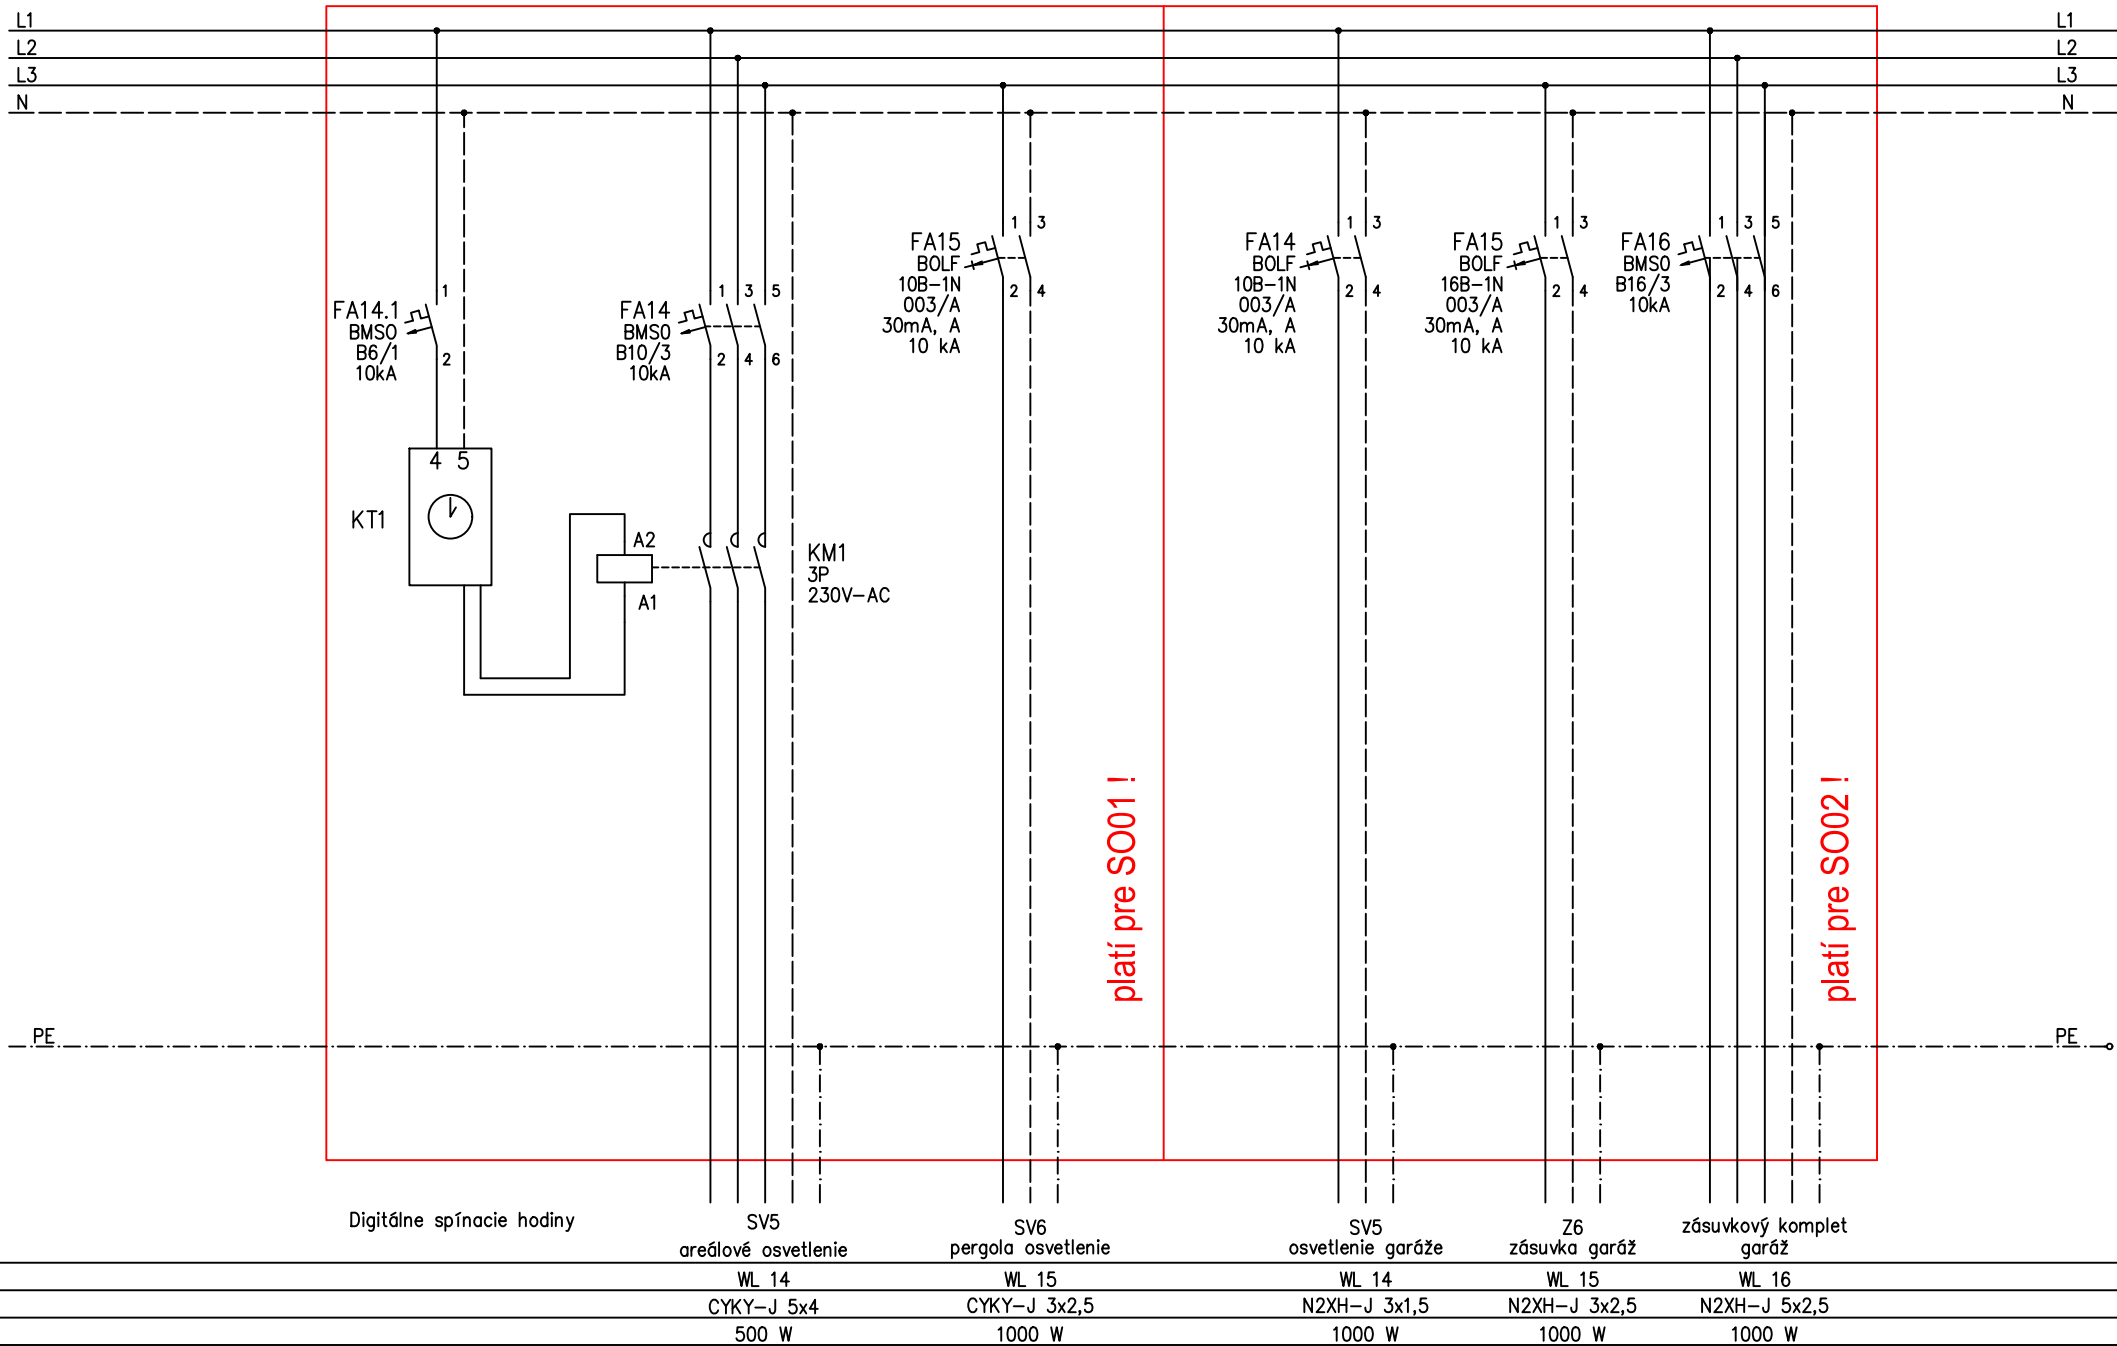 L1
L1
L2
L2
L3
L3
N
N
FA14.1
BMSO
B6/1
10kA
1
2
FA14
BMSO
B10/3
10kA
1 3 5
2 4 6
FA15
BOLF
10B-1N
003/A
30mA, A
10 kA
1 3
2 4
FA14
BOLF
10B-1N
003/A
30mA, A
10 kA
1 3
2 4
FA15
BOLF
16B-1N
003/A
30mA, A
10 kA
1 3
2 4
FA16
BMSO
B16/3
10kA
1 3 5
2 4 6
4 5
KT1
A2
A1
KM1
3P
230V-AC
platí pre SO01 !
platí pre SO02 !
PE
PE
Digitálne spínacie hodiny
SV5
areálové osvetlenie
SV6
pergola osvetlenie
SV5
osvetlenie garáže
Z6
zásuvka garáž
zásuvkový komplet
garáž
WL 14
WL 15
WL 14
WL 15
WL 16
CYKY-J 5x4
CYKY-J 3x2,5
N2XH-J 3x1,5
N2XH-J 3x2,5
N2XH-J 5x2,5
500 W
1000 W
1000 W
1000 W
1000 W